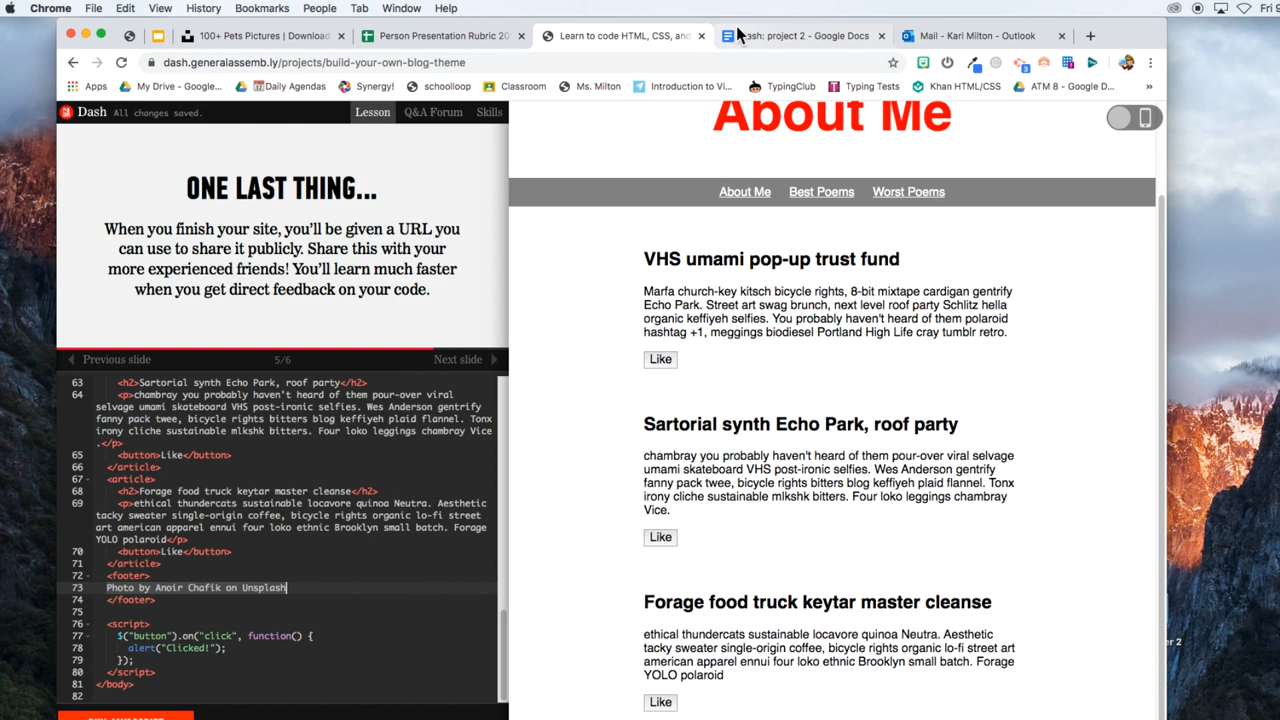 Chrome File Edit View History Bookmarks People Tab Window Help Fri 9
100+ Pets Pictures | Download Person Presentation Rubric 20 Learn to code HTML, CSS, and ash: project 2 - Google Docs Mail - Kari Milton - Outlook
dash.generalassemb.ly/projects/build-your-own-blog-theme
Apps My Drive - Google... Daily Agendas Synergy! schoolloop Classroom Ms. Milton Introduction to Vi... TypingClub Typing Tests Khan HTML/CSS ATM 8 - Google D... »
GA Dash All changes saved. Lesson Q&A Forum Skills
ONE LAST THING...
When you finish your site, you'll be given a URL you
can use to share it publicly. Share this with your
more experienced friends! You'll learn much faster
when you get direct feedback on your code.
Previous slide 5/6 Next slide
63 <h2>Sartorial synth Echo Park, roof party</h2>
64 <p>chambray you probably haven't heard of them pour-over viral
selvage umami skateboard VHS post-ironic selfies. Wes Anderson gentrify
fanny pack twee, bicycle rights bitters blog keffiyeh plaid flannel. Tonx
irony cliche sustainable mlkshk bitters. Four loko leggings chambray Vice
.</p>
65 <button>Like</button>
66 </article>
67 <article>
68 <h2>Forage food truck keytar master cleanse</h2>
69 <p>ethical thundercats sustainable locavore quinoa Neutra. Aesthetic
tacky sweater single-origin coffee, bicycle rights organic lo-fi street
art american apparel ennui four loko ethnic Brooklyn small batch. Forage
YOLO polaroid</p>
70 <button>Like</button>
71 </article>
72 <footer>
73 Photo by Anoir Chafik on Unsplash
74 </footer>
75
76 <script>
77 $("button").on("click", function() {
78 alert("Clicked!");
79 });
80 </script>
81 </body>
82
About Me
About Me Best Poems Worst Poems
VHS umami pop-up trust fund
Marfa church-key kitsch bicycle rights, 8-bit mixtape cardigan gentrify
Echo Park. Street art swag brunch, next level roof party Schlitz hella
organic keffiyeh selfies. You probably haven't heard of them polaroid
hashtag +1, meggings biodiesel Portland High Life cray tumblr retro.
Like
Sartorial synth Echo Park, roof party
chambray you probably haven't heard of them pour-over viral selvage
umami skateboard VHS post-ironic selfies. Wes Anderson gentrify
fanny pack twee, bicycle rights bitters blog keffiyeh plaid flannel. Tonx
irony cliche sustainable mlkshk bitters. Four loko leggings chambray
Vice.
Like
Forage food truck keytar master cleanse
ethical thundercats sustainable locavore quinoa Neutra. Aesthetic
tacky sweater single-origin coffee, bicycle rights organic lo-fi street art
american apparel ennui four loko ethnic Brooklyn small batch. Forage
YOLO polaroid
Like